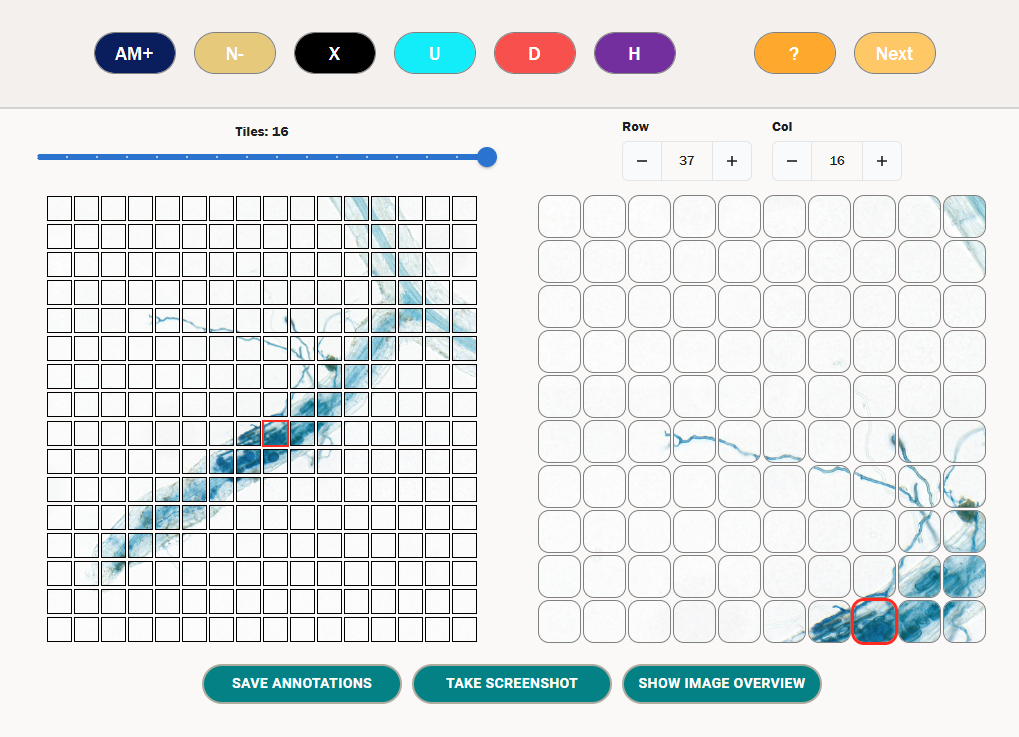 AM+ N- X U D H ? Next
Tiles: 16
Row Col
− 37 + − 16 +
SAVE ANNOTATIONS TAKE SCREENSHOT SHOW IMAGE OVERVIEW